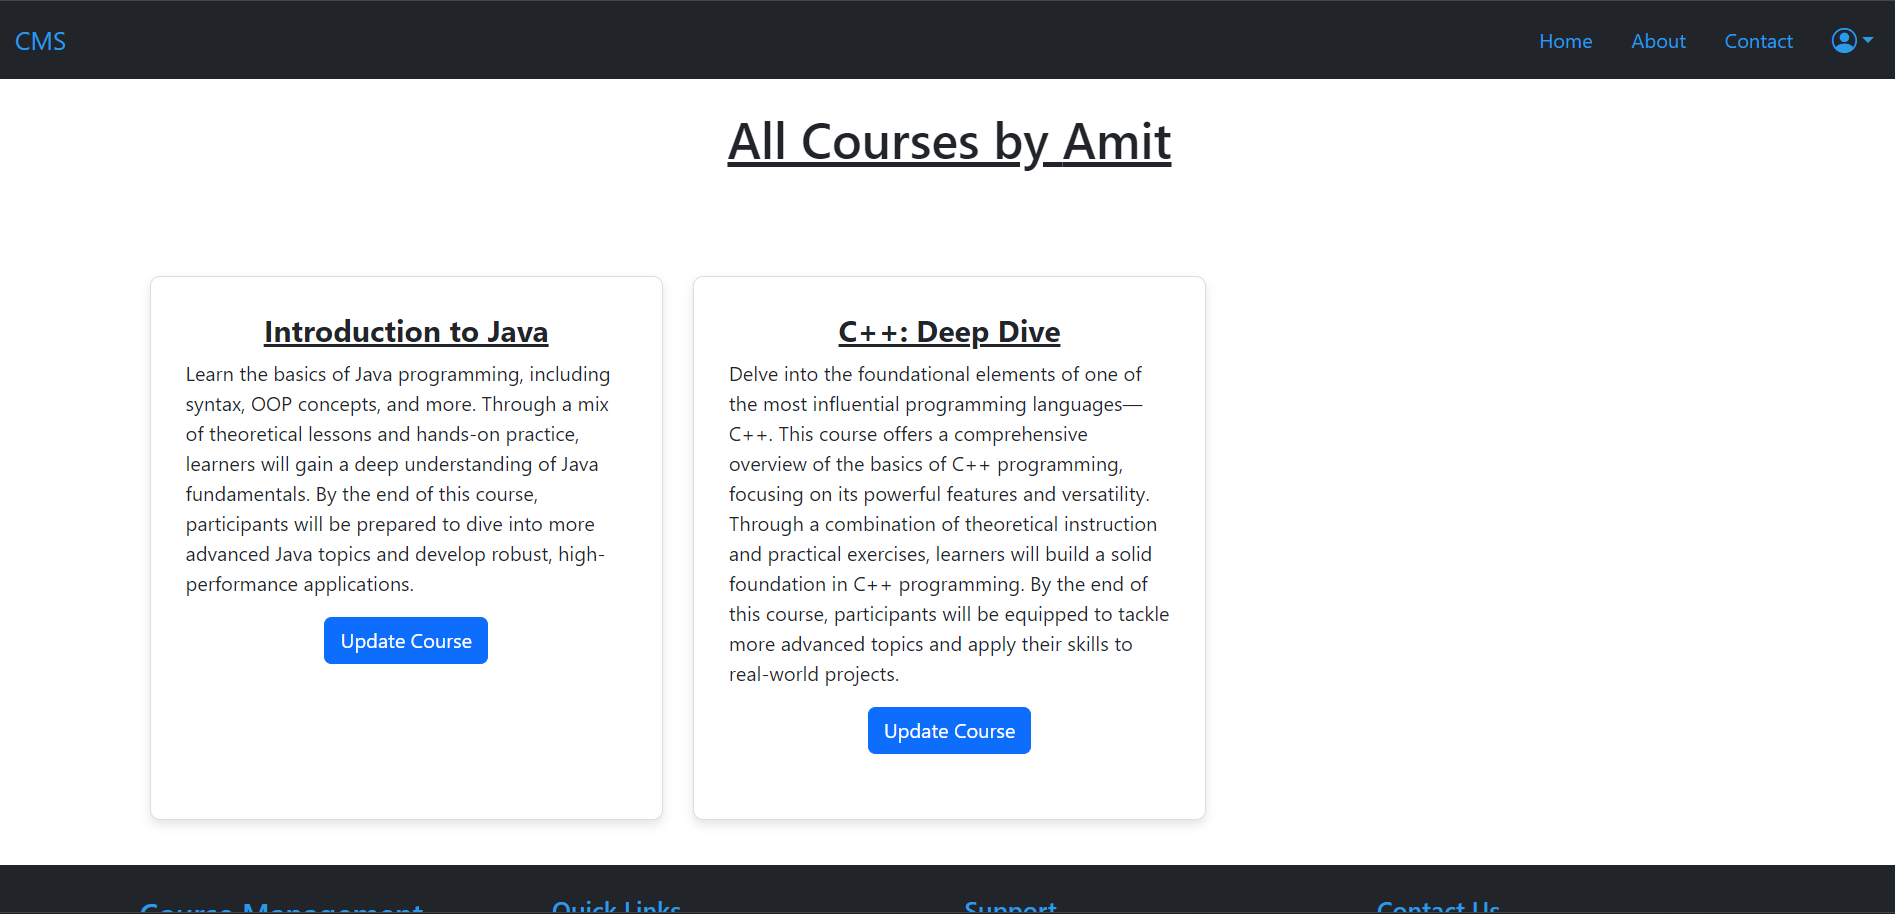 CMS
Home About Contact
All Courses by Amit
Introduction to Java
Learn the basics of Java programming, including
syntax, OOP concepts, and more. Through a mix
of theoretical lessons and hands-on practice,
learners will gain a deep understanding of Java
fundamentals. By the end of this course,
participants will be prepared to dive into more
advanced Java topics and develop robust, high-
performance applications.
Update Course
C++: Deep Dive
Delve into the foundational elements of one of
the most influential programming languages—
C++. This course offers a comprehensive
overview of the basics of C++ programming,
focusing on its powerful features and versatility.
Through a combination of theoretical instruction
and practical exercises, learners will build a solid
foundation in C++ programming. By the end of
this course, participants will be equipped to tackle
more advanced topics and apply their skills to
real-world projects.
Update Course
Course Management
Quick Links
Support
Contact Us